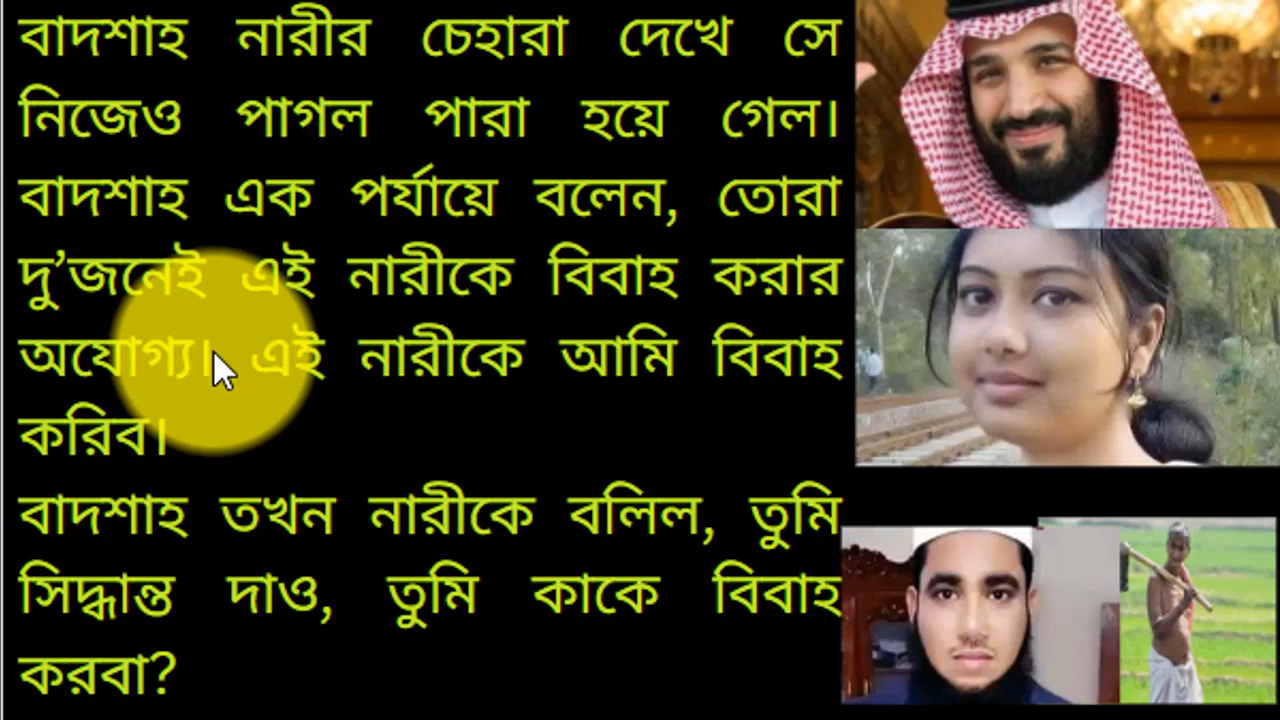 বাদশাহ নারীর চেহারা দেখে সে
নিজেও পাগল পারা হয়ে গেল।
বাদশাহ এক পর্যায়ে বলেন, তোরা
দু’জনেই এই নারীকে বিবাহ করার
অযোগ্য। এই নারীকে আমি বিবাহ
করিব।
বাদশাহ তখন নারীকে বলিল, তুমি
সিদ্ধান্ত দাও, তুমি কাকে বিবাহ
করবা?